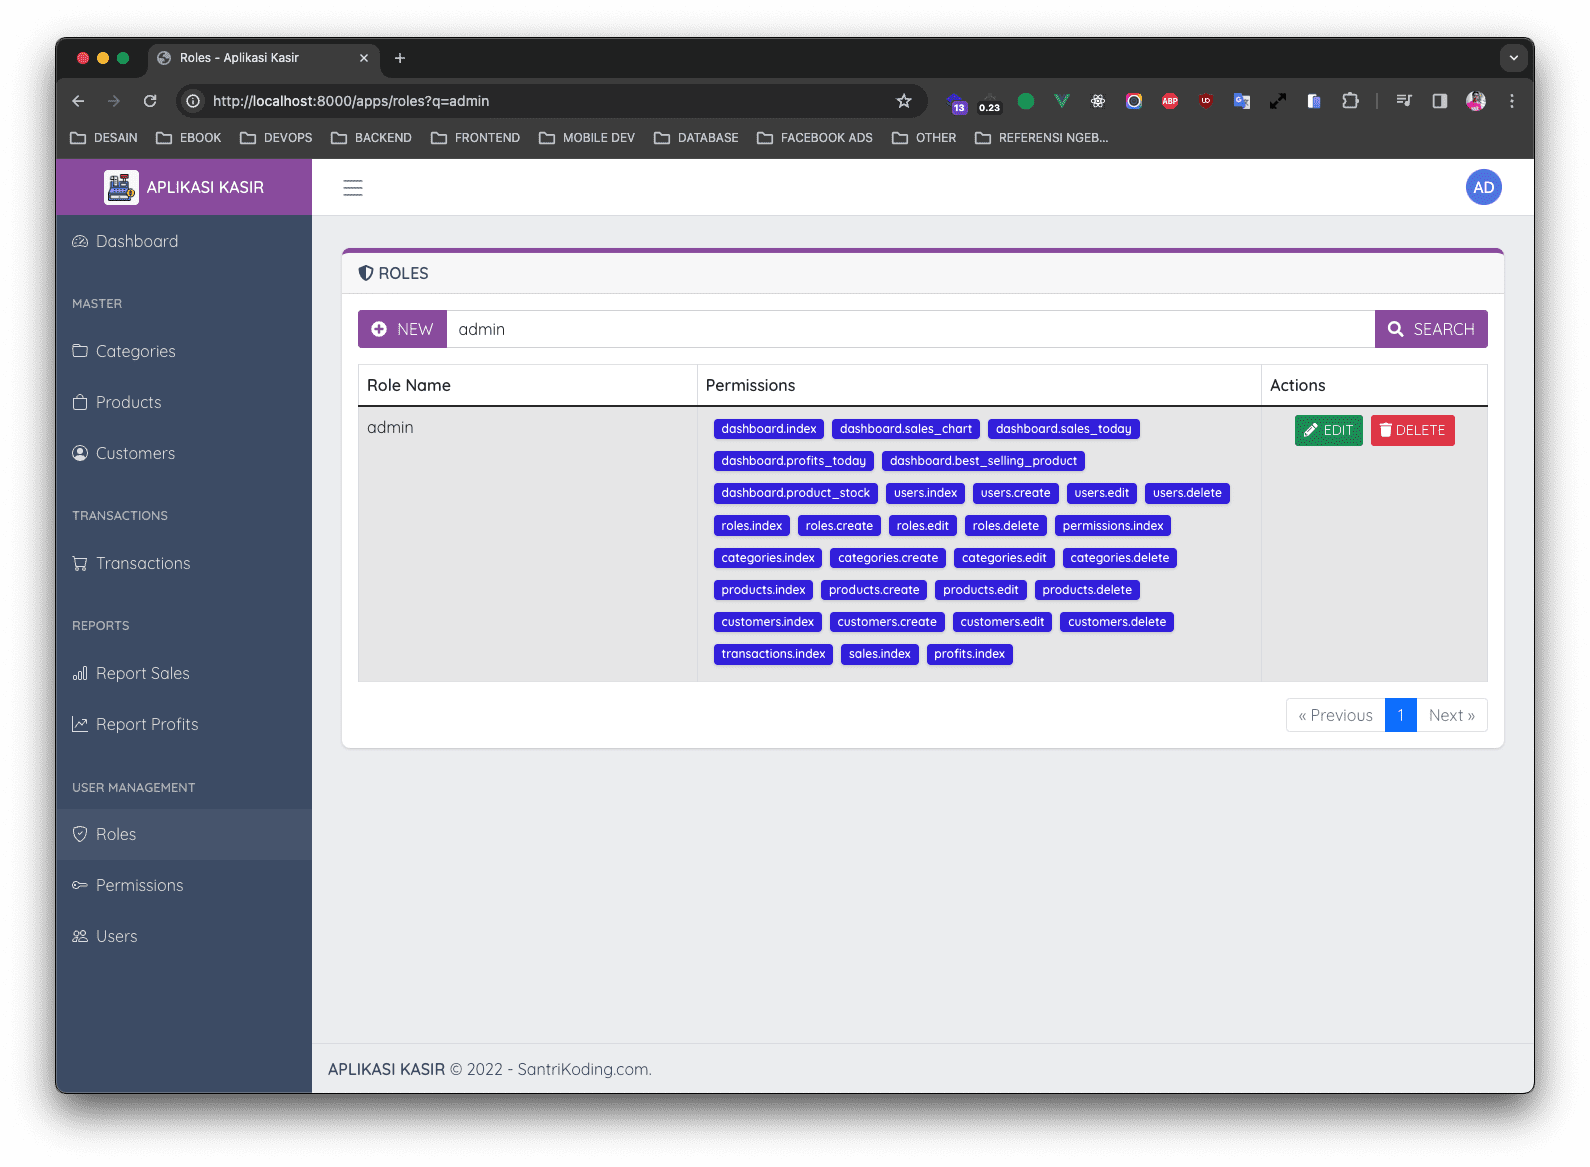 Roles - Aplikasi Kasir
http://localhost:8000/apps/roles?q=admin
13
0.23
ABP
DESAIN
EBOOK
DEVOPS
BACKEND
FRONTEND
MOBILE DEV
DATABASE
FACEBOOK ADS
OTHER
REFERENSI NGEB...
APLIKASI KASIR
AD
Dashboard
MASTER
Categories
Products
Customers
TRANSACTIONS
Transactions
REPORTS
Report Sales
Report Profits
USER MANAGEMENT
Roles
Permissions
Users
ROLES
NEW
admin
SEARCH
Role Name Permissions Actions
admin
dashboard.index dashboard.sales_chart dashboard.sales_today
dashboard.profits_today dashboard.best_selling_product
dashboard.product_stock users.index users.create users.edit users.delete
roles.index roles.create roles.edit roles.delete permissions.index
categories.index categories.create categories.edit categories.delete
products.index products.create products.edit products.delete
customers.index customers.create customers.edit customers.delete
transactions.index sales.index profits.index
EDIT
DELETE
« Previous 1 Next »
APLIKASI KASIR © 2022 - SantriKoding.com.